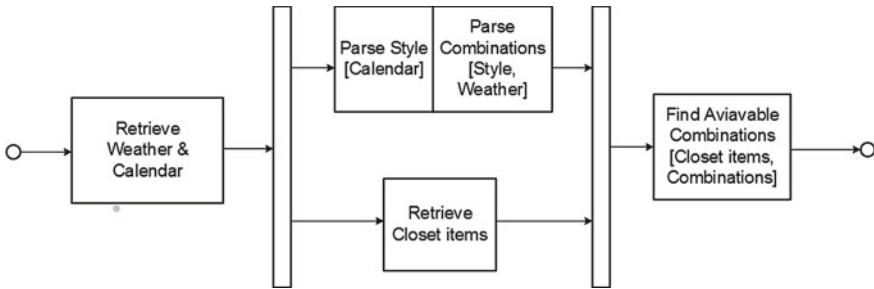 Retrieve
Weather &
Calendar
Parse Style
[Calendar]
Parse
Combinations
[Style,
Weather]
Retrieve
Closet items
Find Aviavable
Combinations
[Closet items,
Combinations]